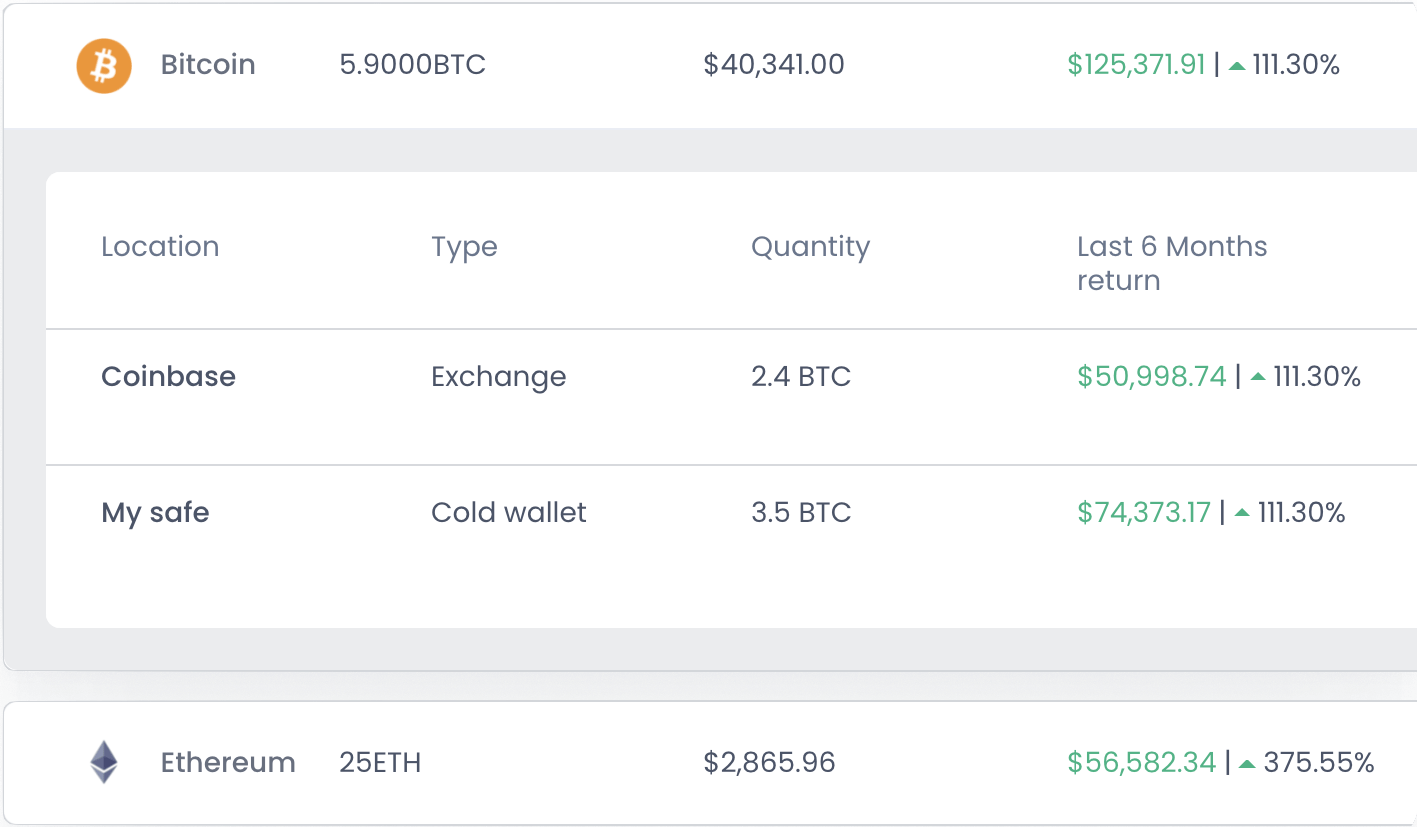 Bitcoin 5.9000BTC $40,341.00 $125,371.91 | ▲ 111.30%
Location Type Quantity Last 6 Months
return
Coinbase Exchange 2.4 BTC $50,998.74 | ▲ 111.30%
My safe Cold wallet 3.5 BTC $74,373.17 | ▲ 111.30%
Ethereum 25ETH $2,865.96 $56,582.34 | ▲ 375.55%